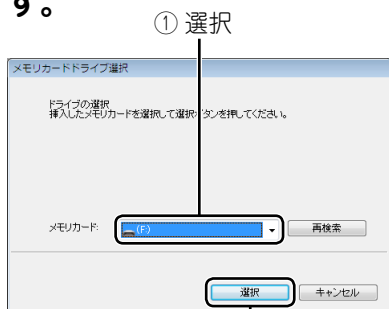 す。
① 選択
メモリカードドライブ選択
ドライブの選択
挿入したメモリカードを選択して選択ボタンを押してください。
メモリカード: (F:) 再検索
選択 キャンセル